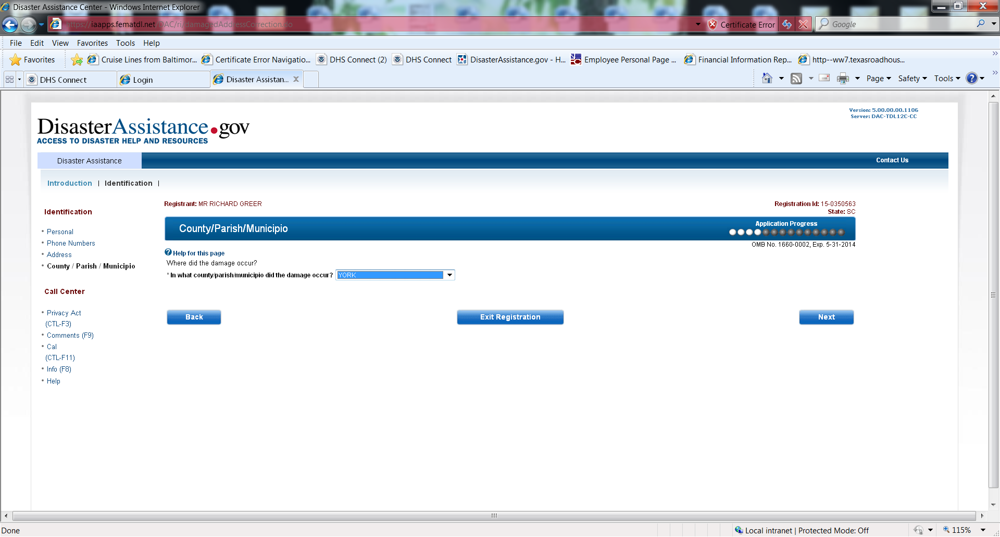 Disaster Assistance Center - Windows Internet Explorer
https://iaapps.fematdl.net/DAC/ri/damagedAddressCorrection.do
Certificate Error
Google
File Edit View Favorites Tools Help
Favorites Cruise Lines from Baltimor... Certificate Error Navigatio... DHS Connect (2) DHS Connect DisasterAssistance.gov - H... Employee Personal Page ... Financial Information Rep... http--ww7.texasroadhous...
DHS Connect Login Disaster Assistan... Page Safety Tools
Version: 5.00.00.00.1106
Server: DAC-TDL12C-CC
DisasterAssistance.gov
ACCESS TO DISASTER HELP AND RESOURCES
Disaster Assistance Contact Us
Introduction | Identification |
Registrant: MR RICHARD GREER Registration Id: 15-0350563
State: SC
Identification
• Personal
• Phone Numbers
• Address
• County / Parish / Municipio
Call Center
• Privacy Act
(CTL-F3)
• Comments (F9)
• Cal
(CTL-F11)
• Info (F8)
• Help
County/Parish/Municipio Application Progress
OMB No. 1660-0002, Exp. 5-31-2014
Help for this page
Where did the damage occur?
* In what county/parish/municipio did the damage occur? YORK
Back Exit Registration Next
Done Local intranet | Protected Mode: Off 115%